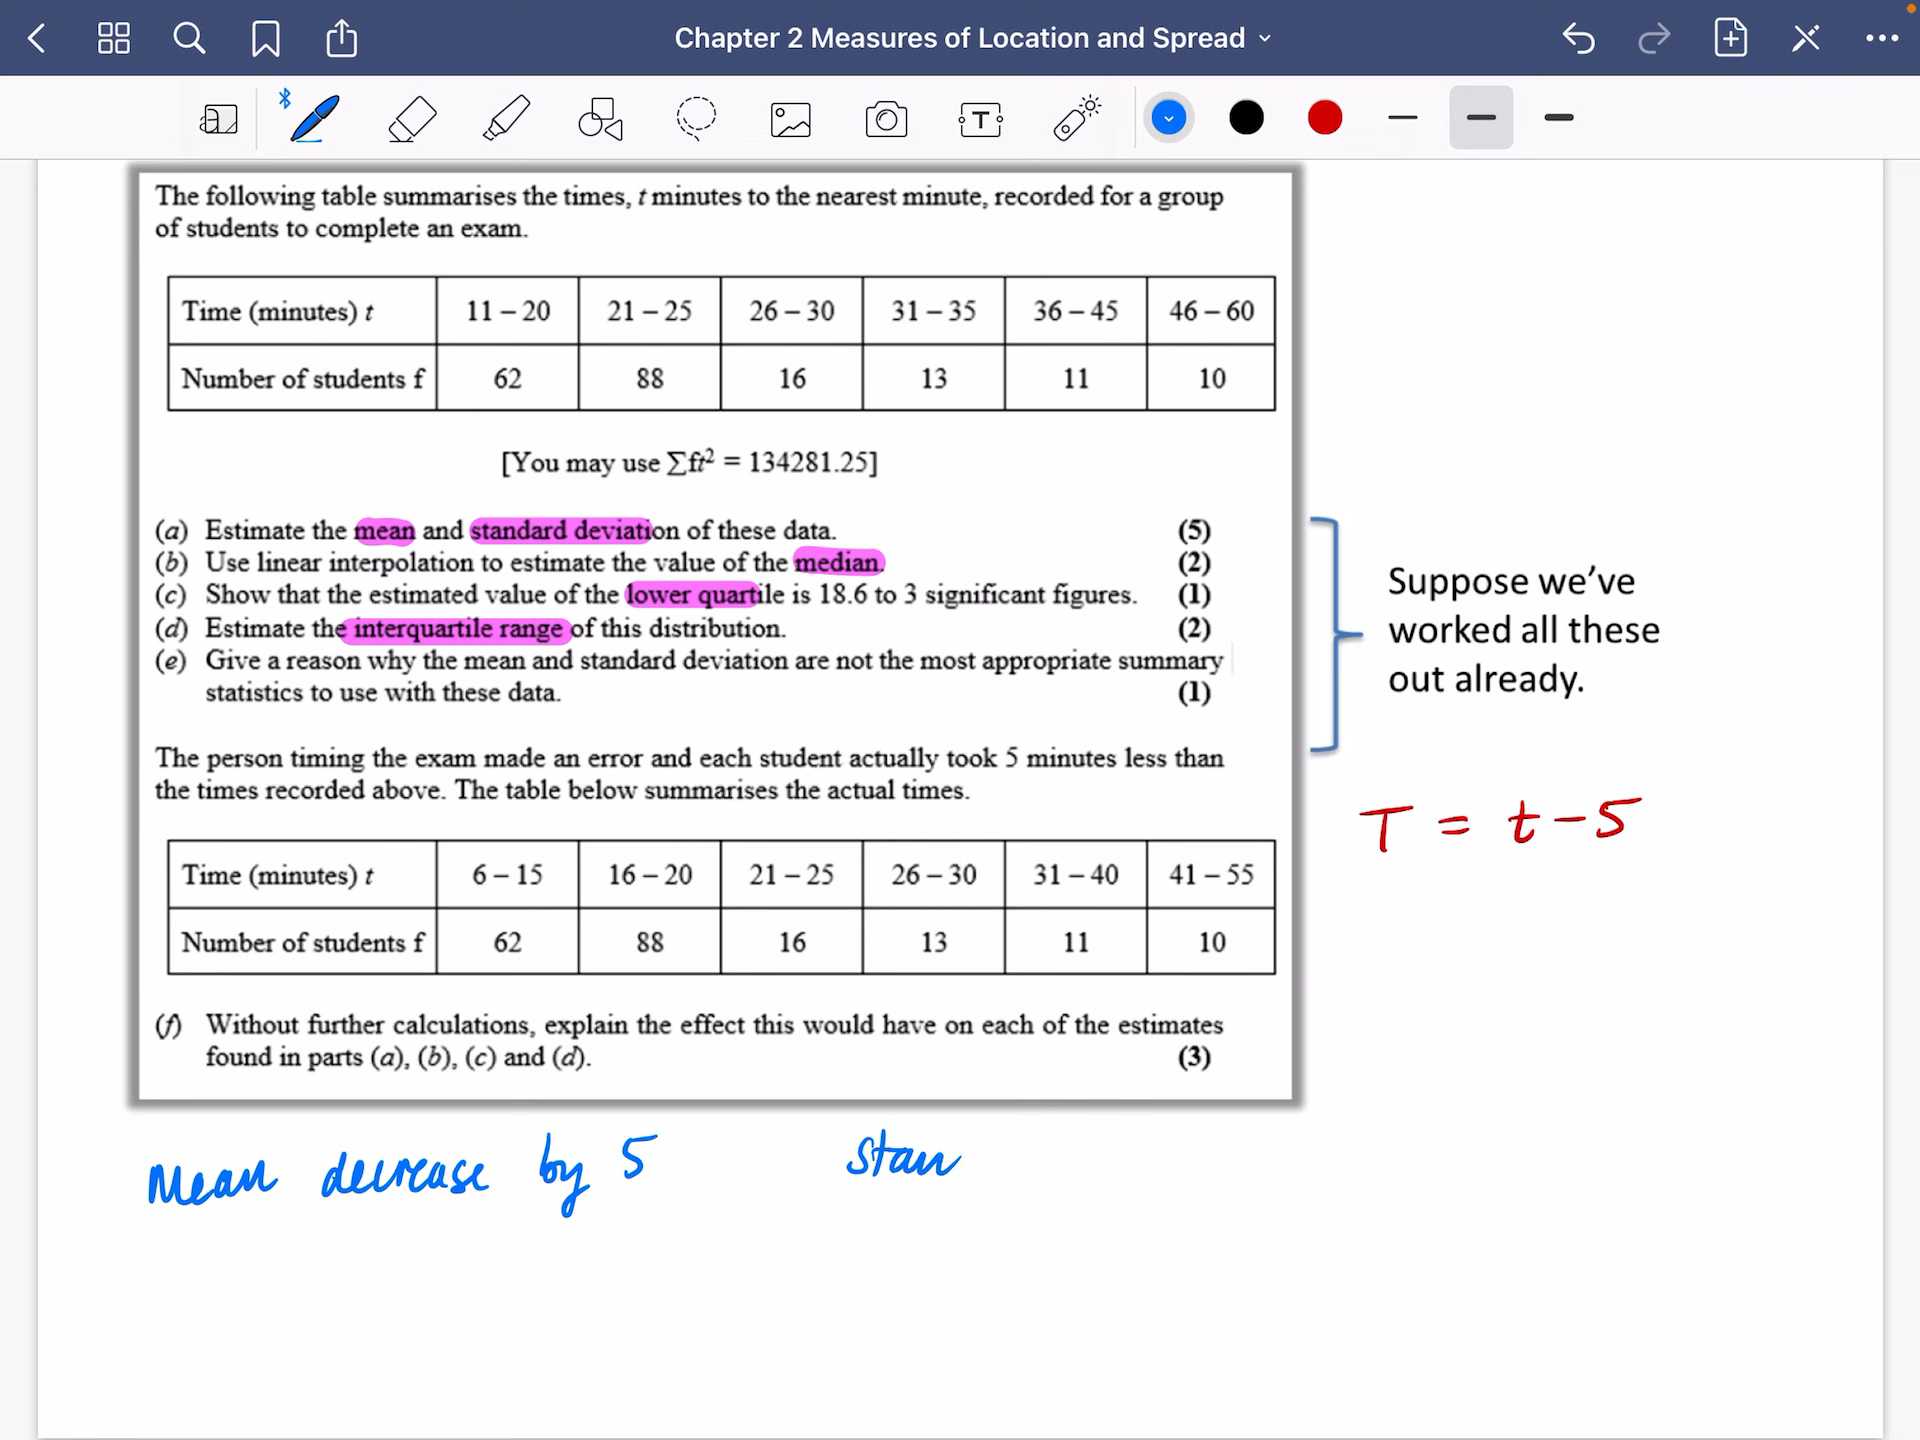 Chapter 2 Measures of Location and Spread
The following table summarises the times, t minutes to the nearest minute, recorded for a group
of students to complete an exam.
Time (minutes) t 11 – 20 21 – 25 26 – 30 31 – 35 36 – 45 46 – 60
Number of students f 62 88 16 13 11 10
[You may use ∑ft² = 134281.25]
(a) Estimate the mean and standard deviation of these data. (5)
(b) Use linear interpolation to estimate the value of the median. (2)
(c) Show that the estimated value of the lower quartile is 18.6 to 3 significant figures. (1)
(d) Estimate the interquartile range of this distribution. (2)
(e) Give a reason why the mean and standard deviation are not the most appropriate summary
statistics to use with these data. (1)
Suppose we've
worked all these
out already.
The person timing the exam made an error and each student actually took 5 minutes less than
the times recorded above. The table below summarises the actual times.
T = t - 5
Time (minutes) t 6 – 15 16 – 20 21 – 25 26 – 30 31 – 40 41 – 55
Number of students f 62 88 16 13 11 10
(f) Without further calculations, explain the effect this would have on each of the estimates
found in parts (a), (b), (c) and (d). (3)
Mean decrease by 5 Stan